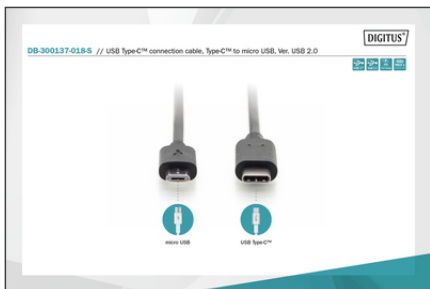 DIGITUS®
DB-300137-018-S // USB Type-C™ connection cable, Type-C™ to micro USB, Ver. USB 2.0
micro USB
USB Type-C™